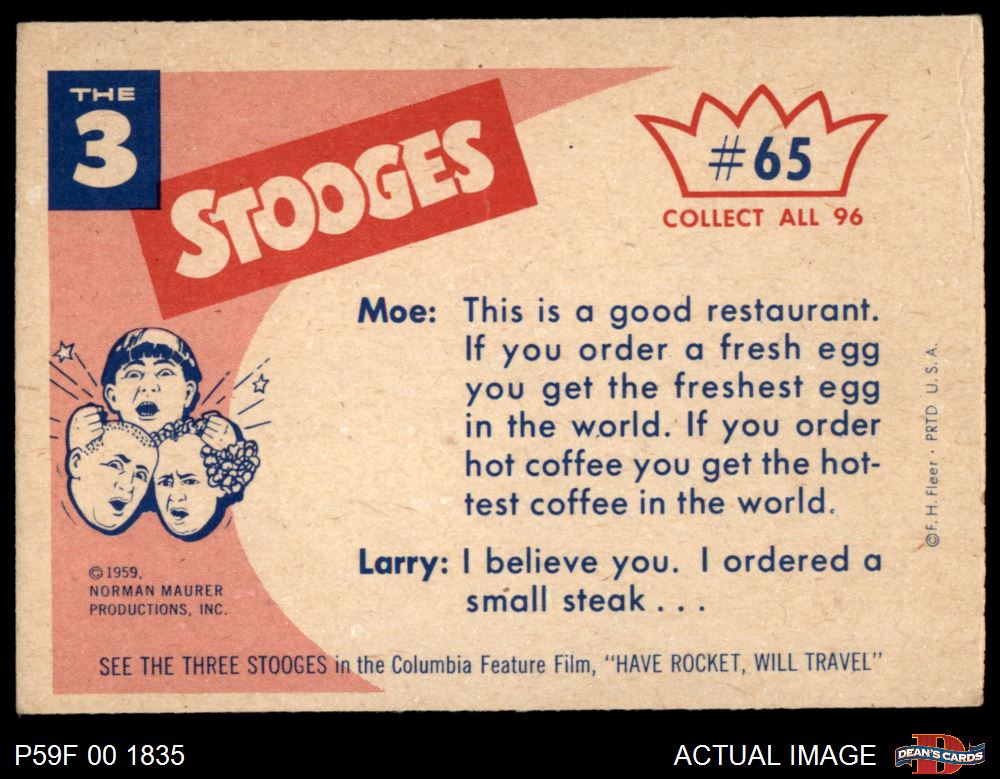 THE
3
STOOGES
#65
COLLECT ALL 96
Moe: This is a good restaurant.
If you order a fresh egg
you get the freshest egg
in the world. If you order
hot coffee you get the hot-
test coffee in the world.
Larry: I believe you. I ordered a
small steak . . .
© 1959,
NORMAN MAURER
PRODUCTIONS, INC.
SEE THE THREE STOOGES in the Columbia Feature Film, "HAVE ROCKET, WILL TRAVEL"
© F. H. Fleer · PRTD U. S. A.
P59F 00 1835
ACTUAL IMAGE
DEAN'S CARDS